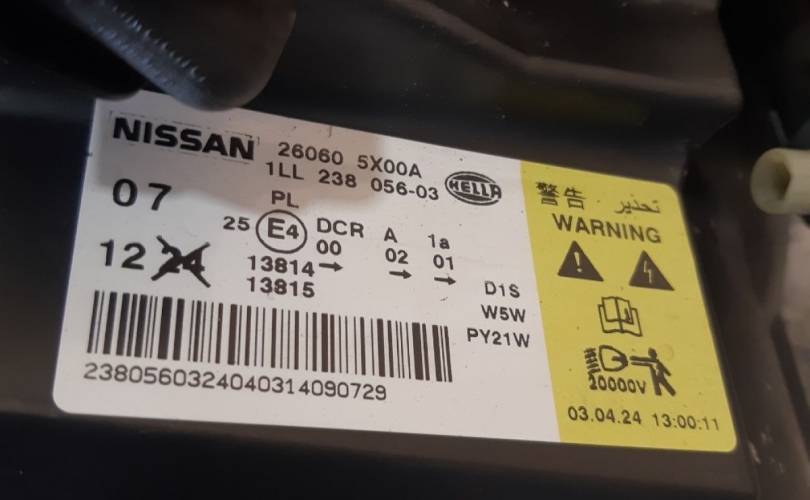 NISSAN 26060 5X00A
1LL 238 056-03 HELLA
07 PL
25 E4 DCR A 1a
00 02 01
12 24 13814→ → →
13815
D1S
W5W
PY21W
2380560324040314090729
警告 تحذير
WARNING
20000V
03.04.24 13:00:11